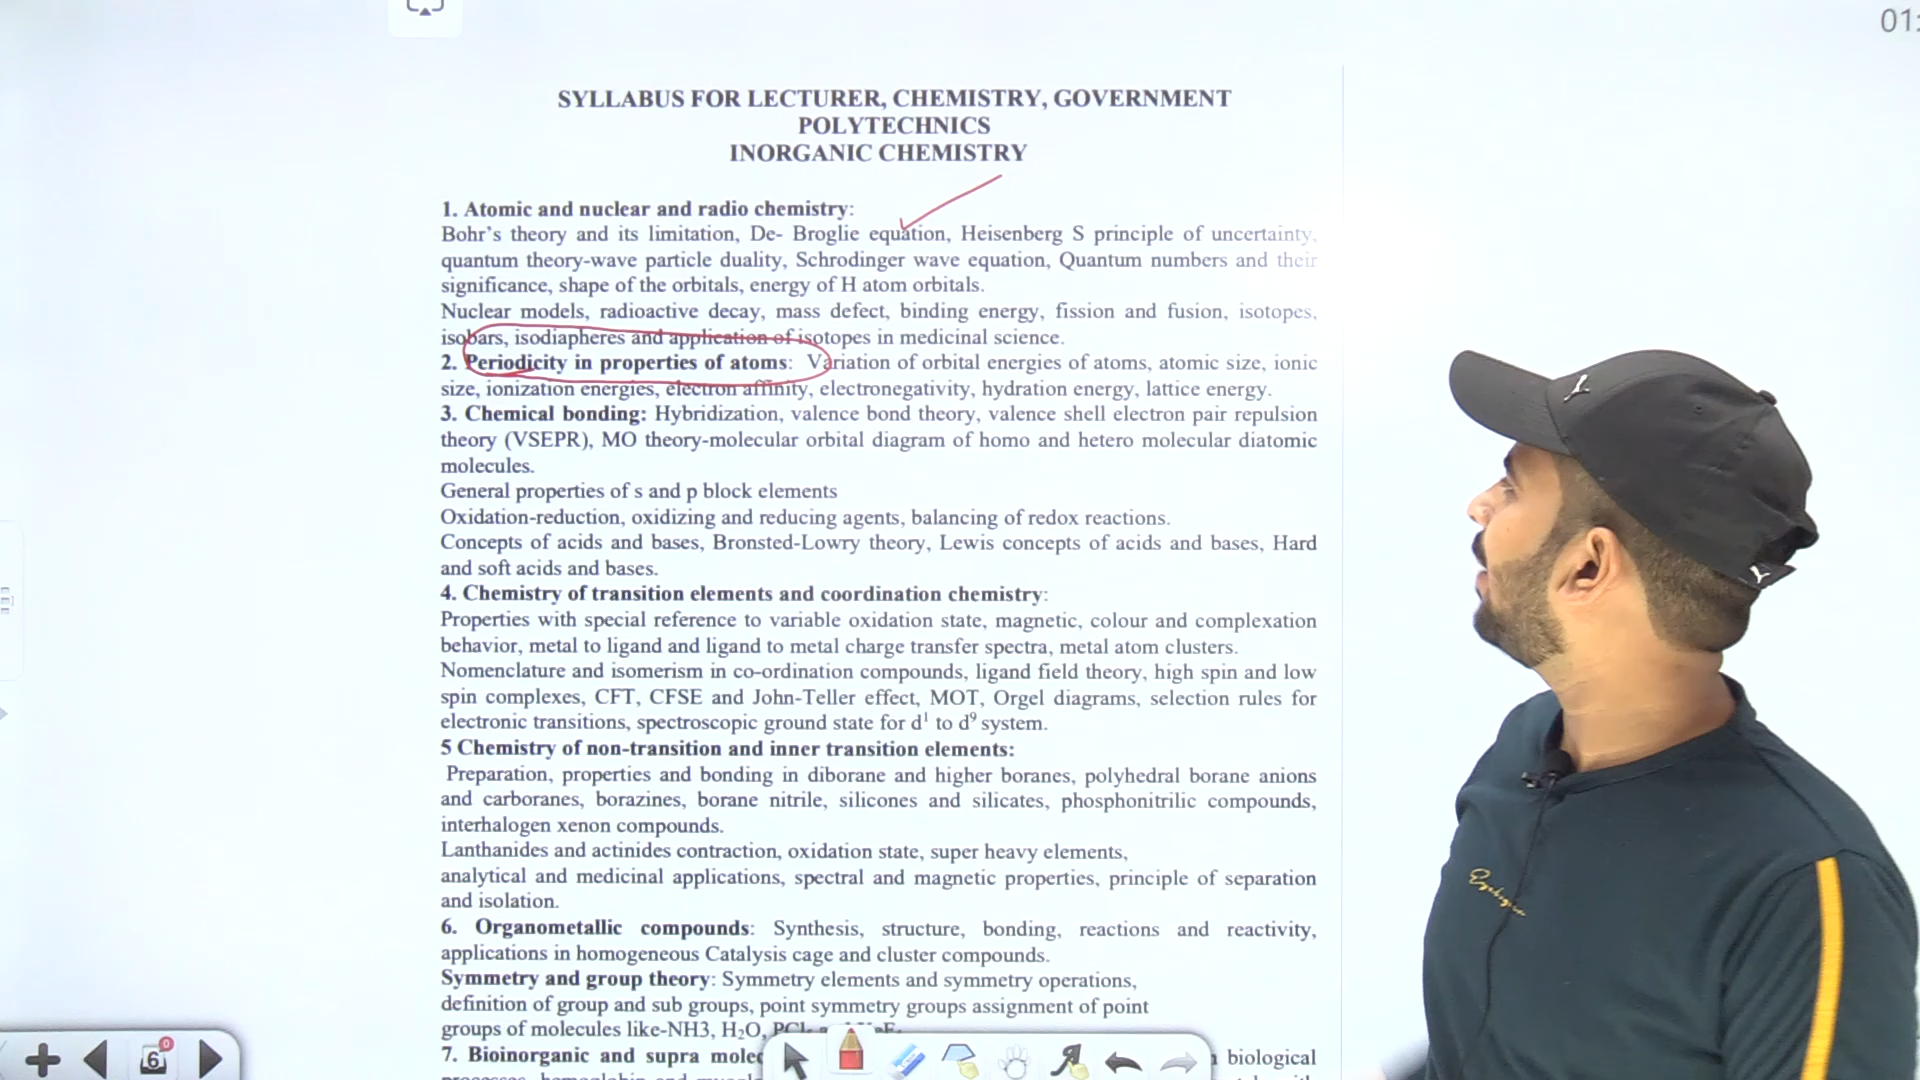 01:
SYLLABUS FOR LECTURER, CHEMISTRY, GOVERNMENT
POLYTECHNICS
INORGANIC CHEMISTRY
1. Atomic and nuclear and radio chemistry:
Bohr's theory and its limitation, De- Broglie equation, Heisenberg S principle of uncertainty,
quantum theory-wave particle duality, Schrodinger wave equation, Quantum numbers and their
significance, shape of the orbitals, energy of H atom orbitals.
Nuclear models, radioactive decay, mass defect, binding energy, fission and fusion, isotopes,
isobars, isodiapheres and application of isotopes in medicinal science.
2. Periodicity in properties of atoms: Variation of orbital energies of atoms, atomic size, ionic
size, ionization energies, electron affinity, electronegativity, hydration energy, lattice energy.
3. Chemical bonding: Hybridization, valence bond theory, valence shell electron pair repulsion
theory (VSEPR), MO theory-molecular orbital diagram of homo and hetero molecular diatomic
molecules.
General properties of s and p block elements
Oxidation-reduction, oxidizing and reducing agents, balancing of redox reactions.
Concepts of acids and bases, Bronsted-Lowry theory, Lewis concepts of acids and bases, Hard
and soft acids and bases.
4. Chemistry of transition elements and coordination chemistry:
Properties with special reference to variable oxidation state, magnetic, colour and complexation
behavior, metal to ligand and ligand to metal charge transfer spectra, metal atom clusters.
Nomenclature and isomerism in co-ordination compounds, ligand field theory, high spin and low
spin complexes, CFT, CFSE and John-Teller effect, MOT, Orgel diagrams, selection rules for
electronic transitions, spectroscopic ground state for d¹ to d⁹ system.
5 Chemistry of non-transition and inner transition elements:
Preparation, properties and bonding in diborane and higher boranes, polyhedral borane anions
and carboranes, borazines, borane nitrile, silicones and silicates, phosphonitrilic compounds,
interhalogen xenon compounds.
Lanthanides and actinides contraction, oxidation state, super heavy elements,
analytical and medicinal applications, spectral and magnetic properties, principle of separation
and isolation.
6. Organometallic compounds: Synthesis, structure, bonding, reactions and reactivity,
applications in homogeneous Catalysis cage and cluster compounds.
Symmetry and group theory: Symmetry elements and symmetry operations,
definition of group and sub groups, point symmetry groups assignment of point
groups of molecules like-NH3, H₂O,
7. Bioinorganic and supra biological
6
0